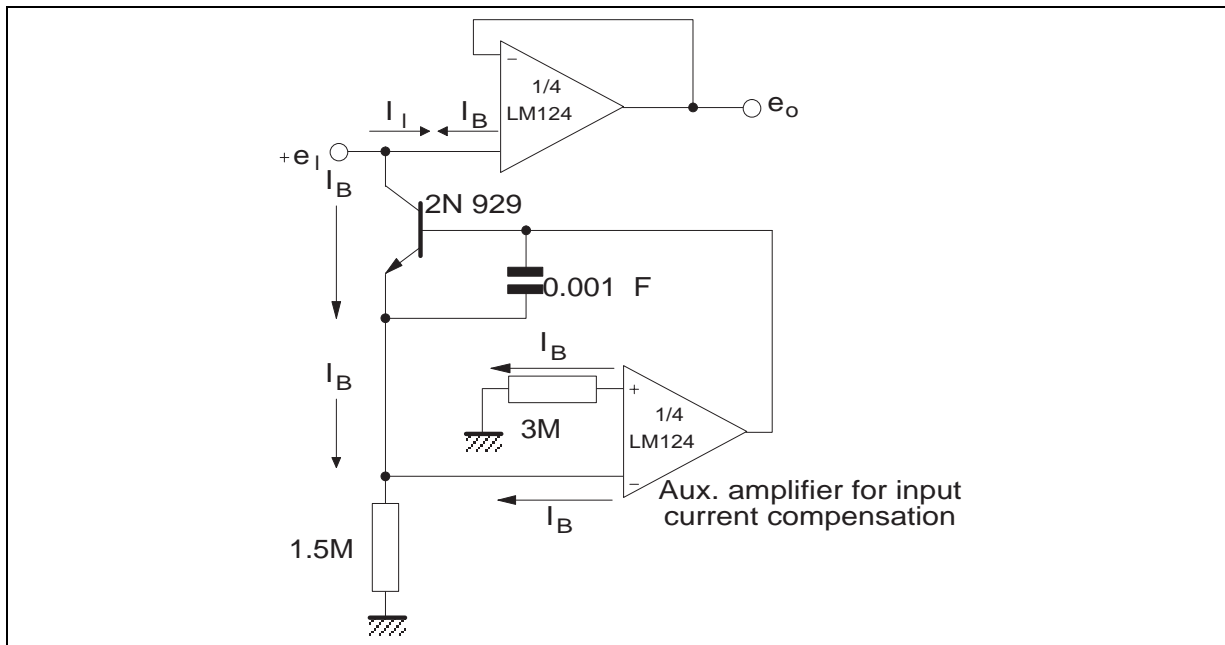 −
1/4
LM124
e_o
I_I
I_B
+e_I
I_B
2N 929
0.001 F
I_B
I_B
+
1/4
3M
LM124
−
Aux. amplifier for input
I_B
current compensation
1.5M